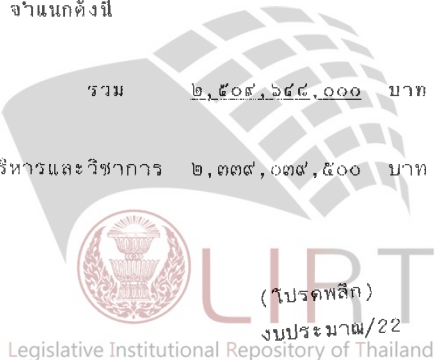 จำแนกดังนี้
รวม ๒,๕๐๙,๖๔๔,๐๐๐ บาท
ริหารและวิชาการ ๒,๓๓๙,๐๓๙,๕๐๐ บาท
LIRT
(โปรดพลิก)
งบประมาณ/22
Legislative Institutional Repository of Thailand